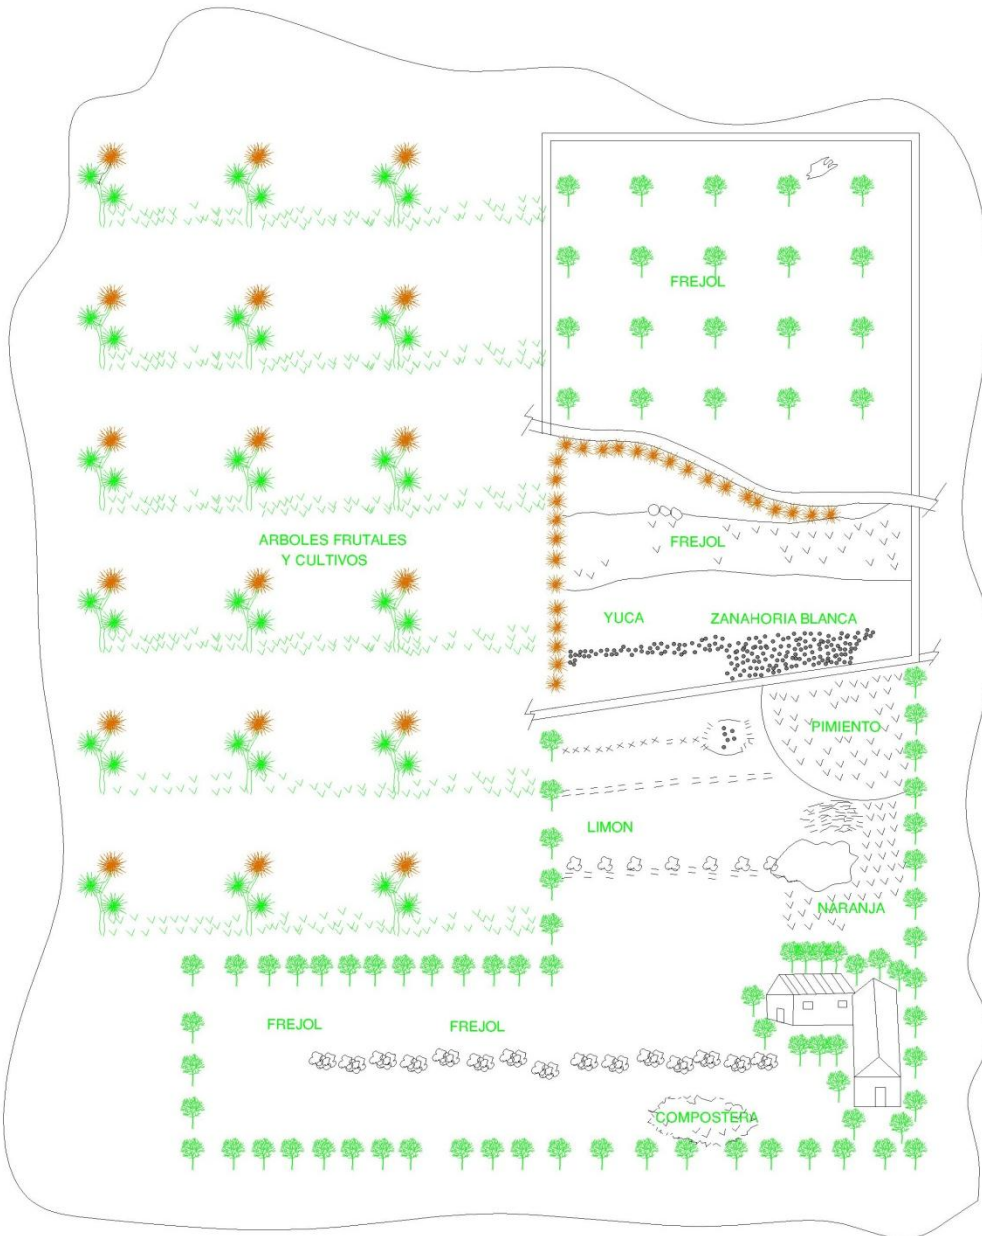 FREJOL
FREJOL
ARBOLES FRUTALES
Y CULTIVOS
YUCA
ZANAHORIA BLANCA
PIMIENTO
LIMON
NARANJA
FREJOL
FREJOL
COMPOSTERA